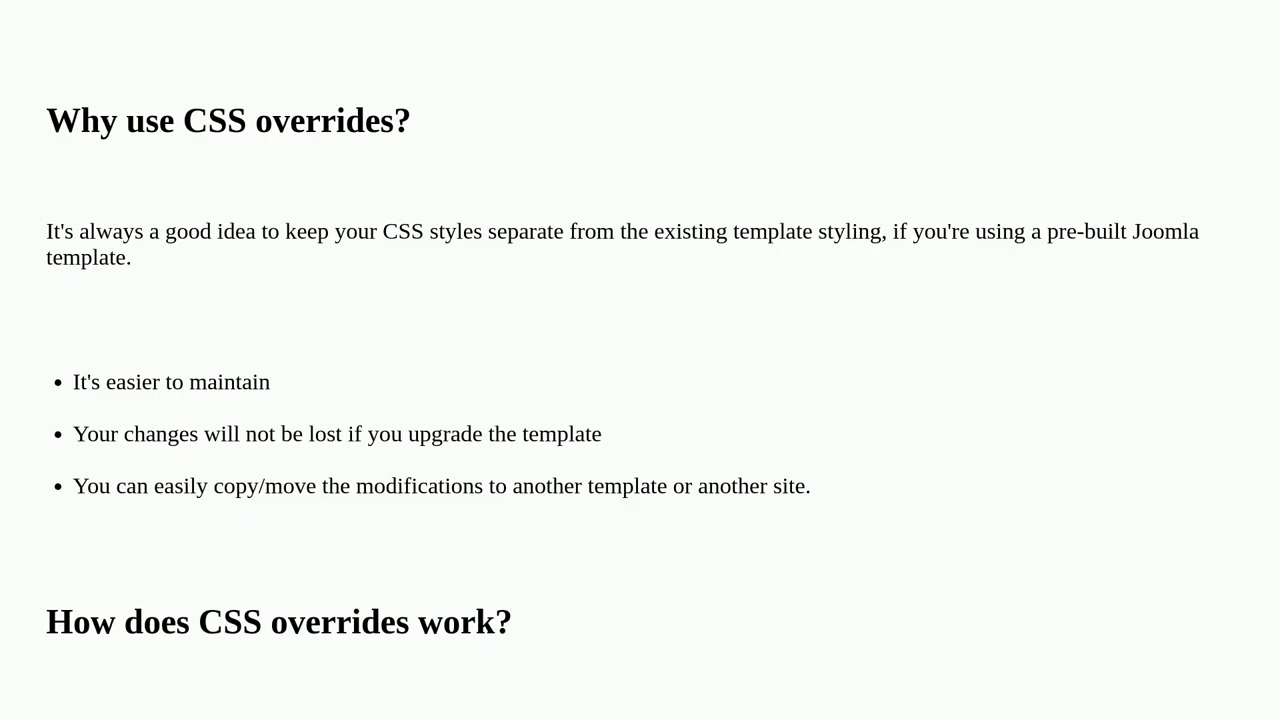 Why use CSS overrides?
It's always a good idea to keep your CSS styles separate from the existing template styling, if you're using a pre-built Joomla
template.
• It's easier to maintain
• Your changes will not be lost if you upgrade the template
• You can easily copy/move the modifications to another template or another site.
How does CSS overrides work?